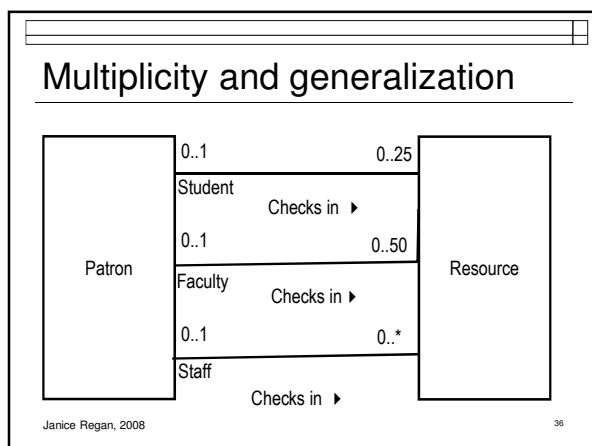 Multiplicity and generalization
0..1 0..25
Student
Checks in ▸
0..1 0..50
Patron Resource
Faculty
Checks in ▸
0..1 0..*
Staff
Checks in ▸
Janice Regan, 2008 36